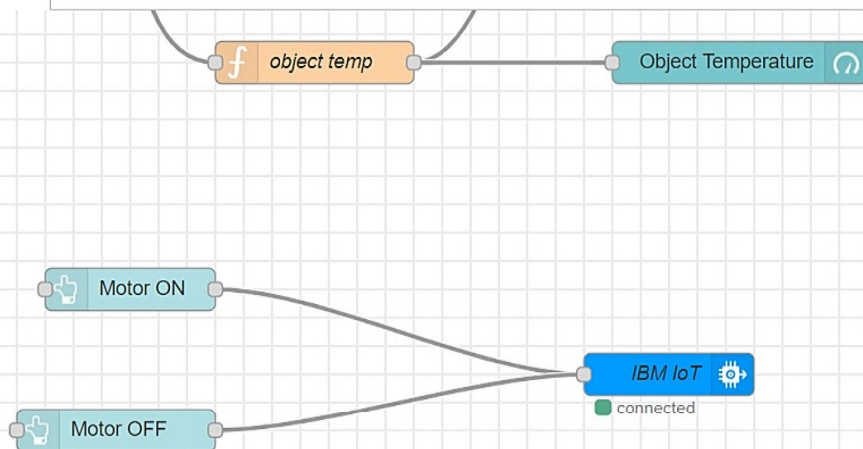 object temp
Object Temperature
Motor ON
IBM IoT
connected
Motor OFF